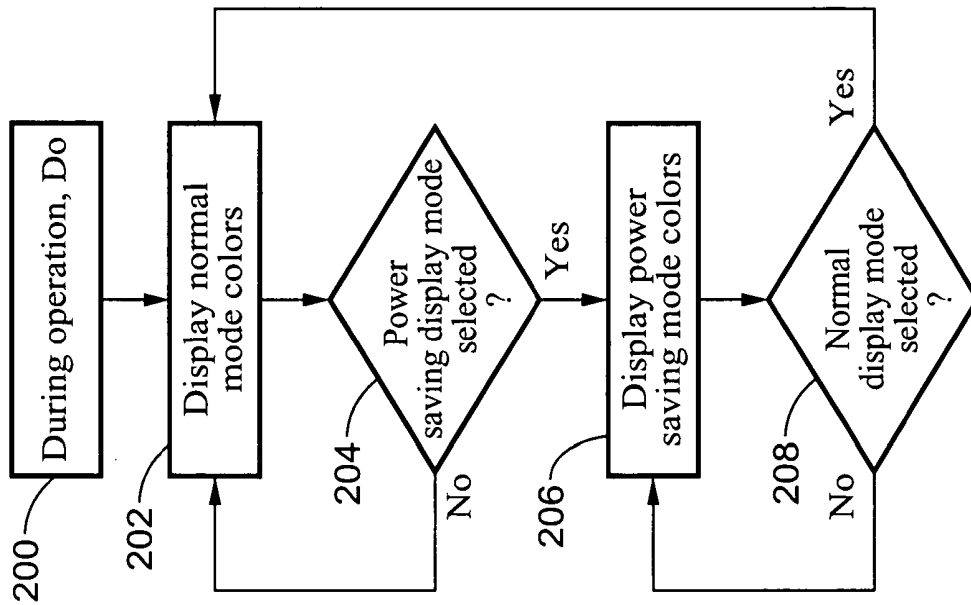 200
During operation, Do
202
Display normal
mode colors
204
Power
saving display mode
selected
?
No
Yes
206
Display power
saving mode colors
208
Normal
display mode
selected
?
No
Yes